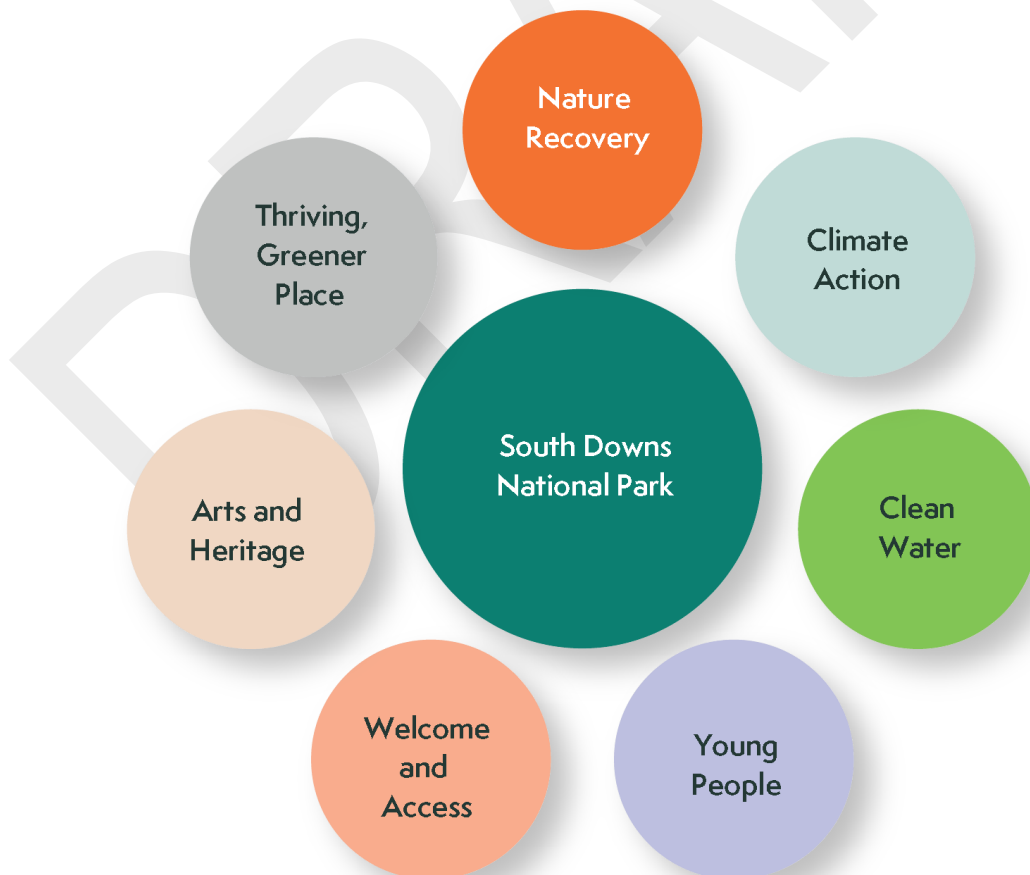 Nature
Recovery
Climate
Action
Clean
Water
Young
People
Welcome
and
Access
Arts and
Heritage
Thriving,
Greener
Place
South Downs
National Park